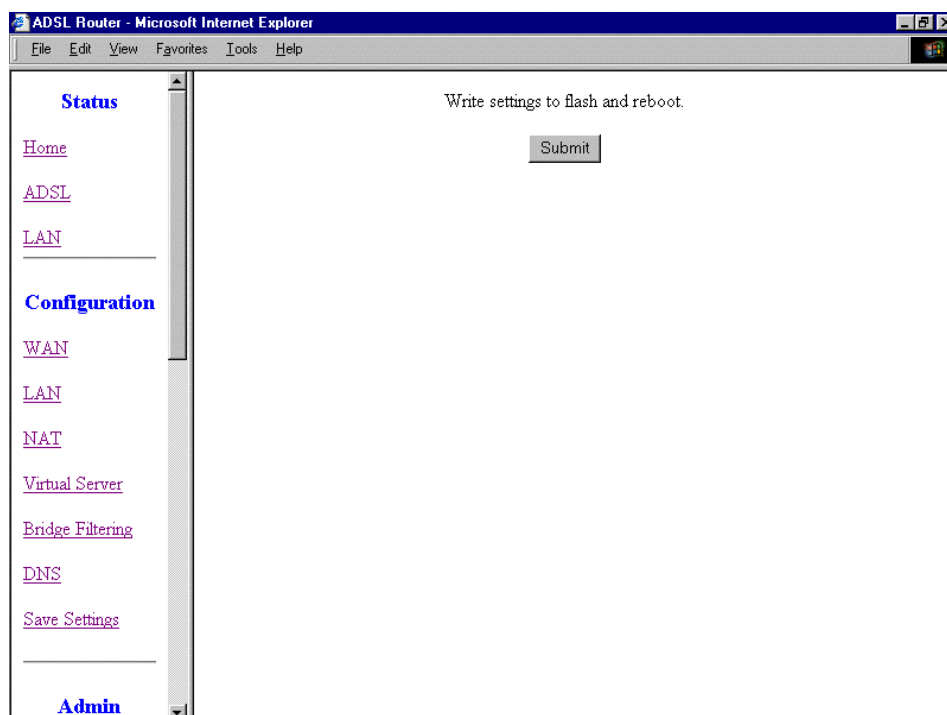 ADSL Router - Microsoft Internet Explorer
File Edit View Favorites Tools Help
Status
Home
ADSL
LAN
Configuration
WAN
LAN
NAT
Virtual Server
Bridge Filtering
DNS
Save Settings
Admin
Write settings to flash and reboot.
Submit